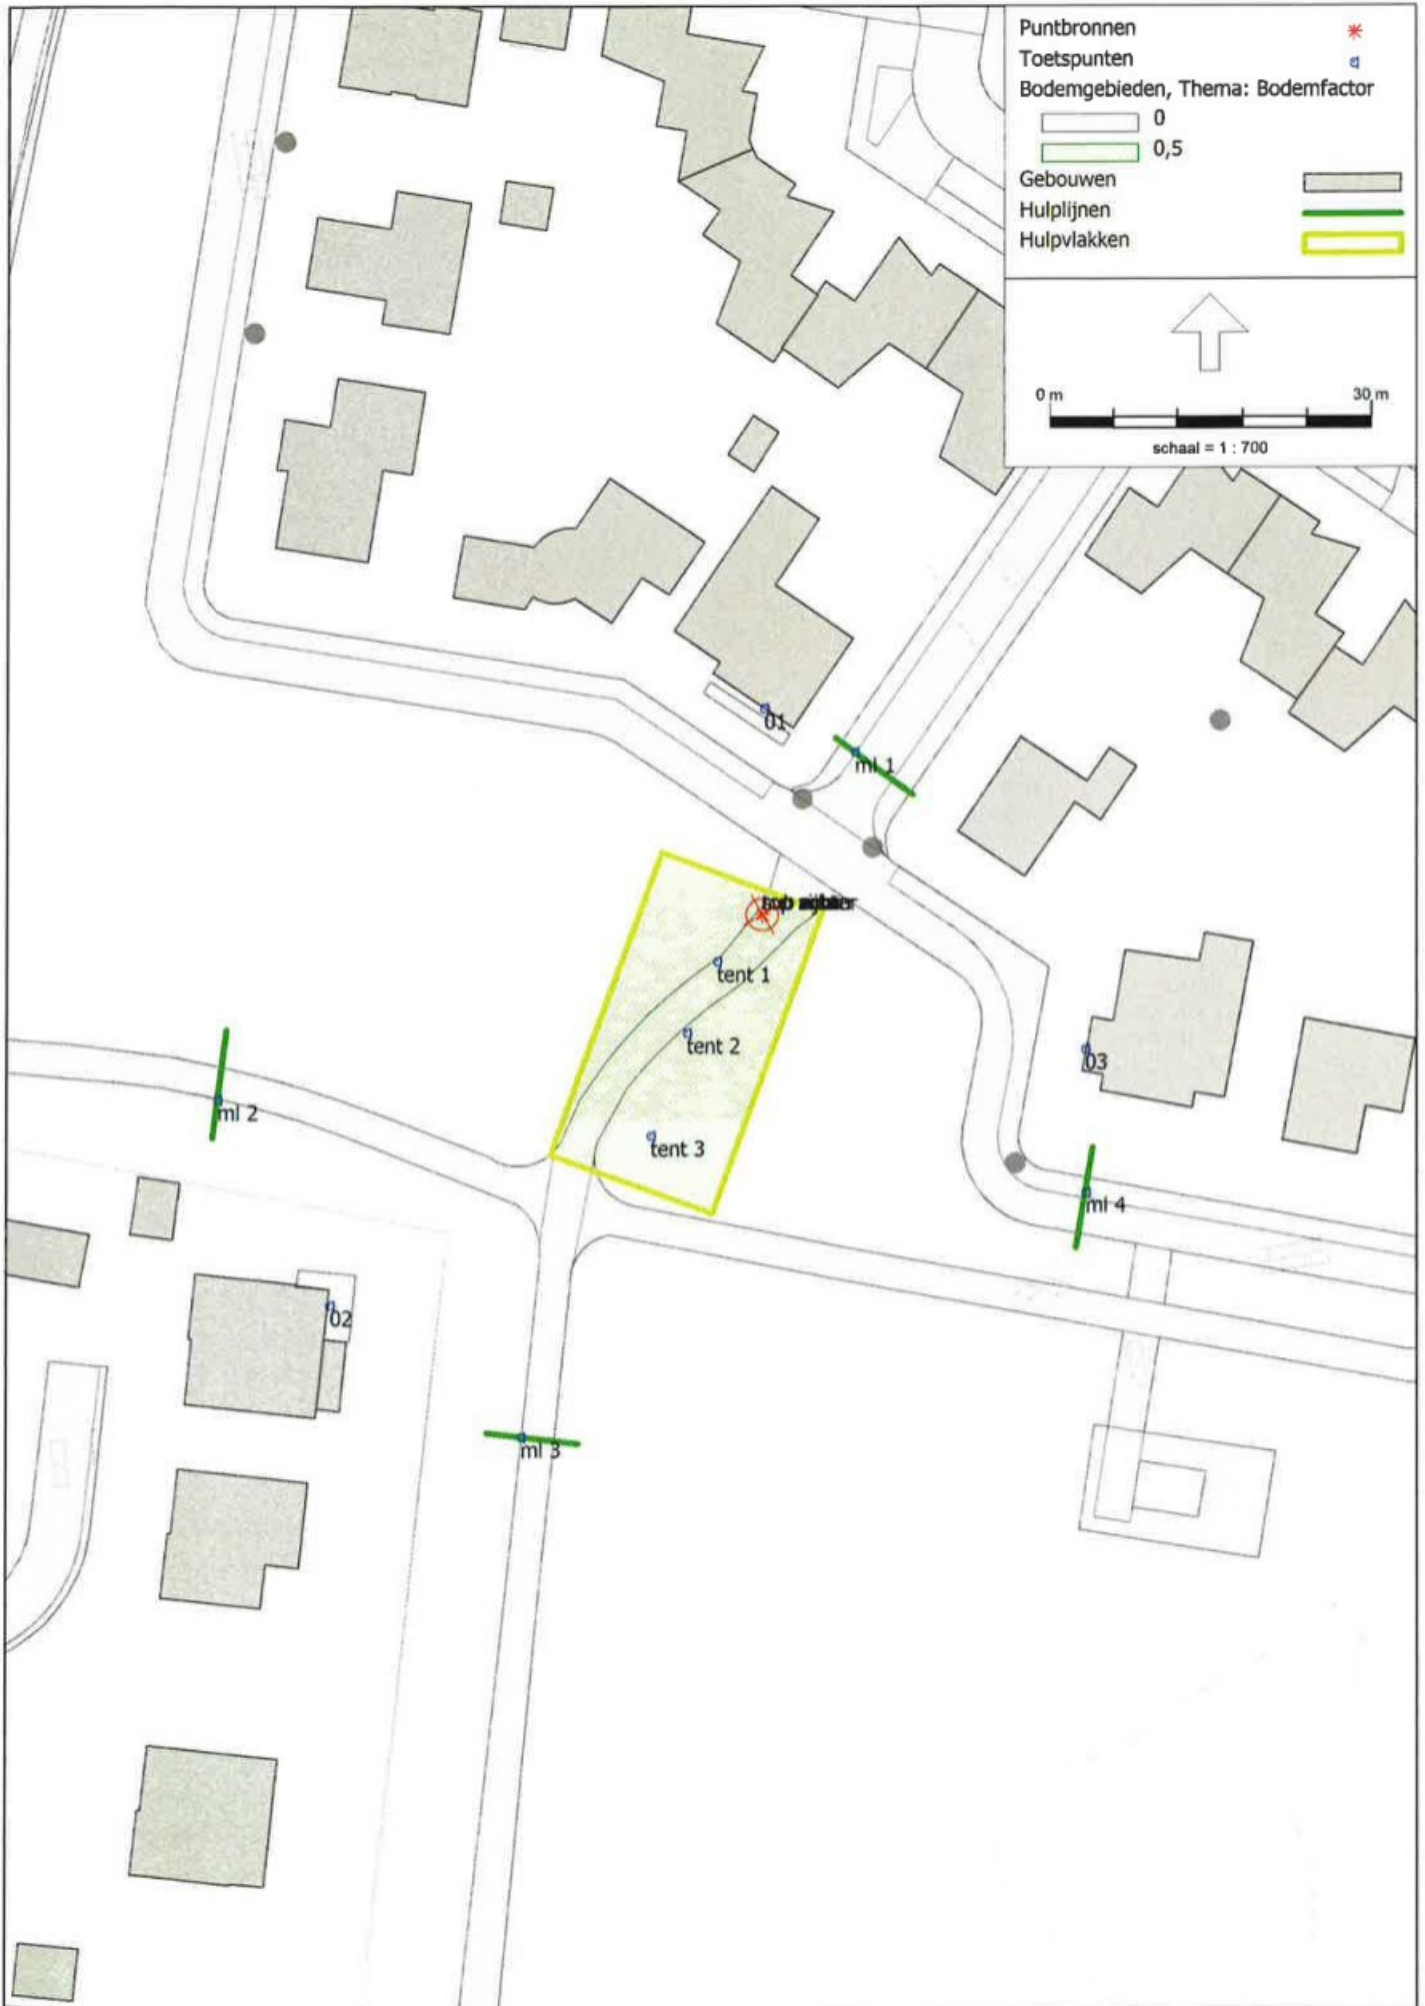 Puntbronnen
Toetspunten
Bodemgebieden, Thema: Bodemfactor
0
0,5
Gebouwen
Hulplijnen
Hulpvlakken
0 m 30 m
schaal = 1 : 700
01
ml 1
tent 1
tent 2
03
ml 2
tent 3
ml 4
02
ml 3